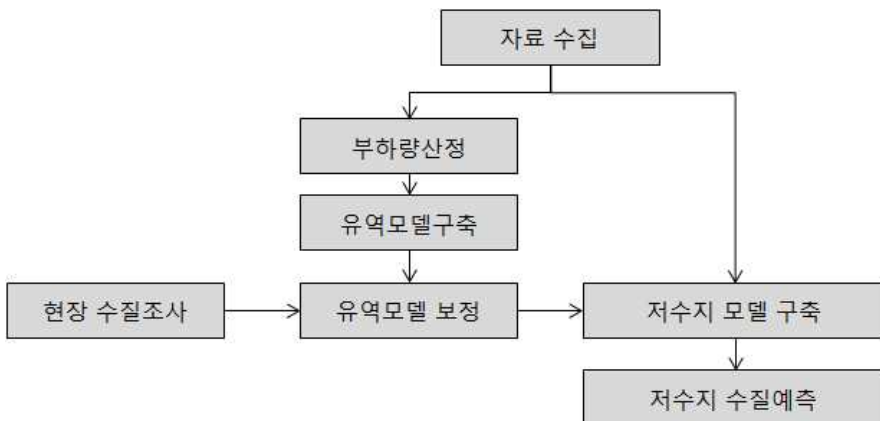 자료 수집
부하량산정
유역모델구축
현장 수질조사
유역모델 보정
저수지 모델 구축
저수지 수질예측